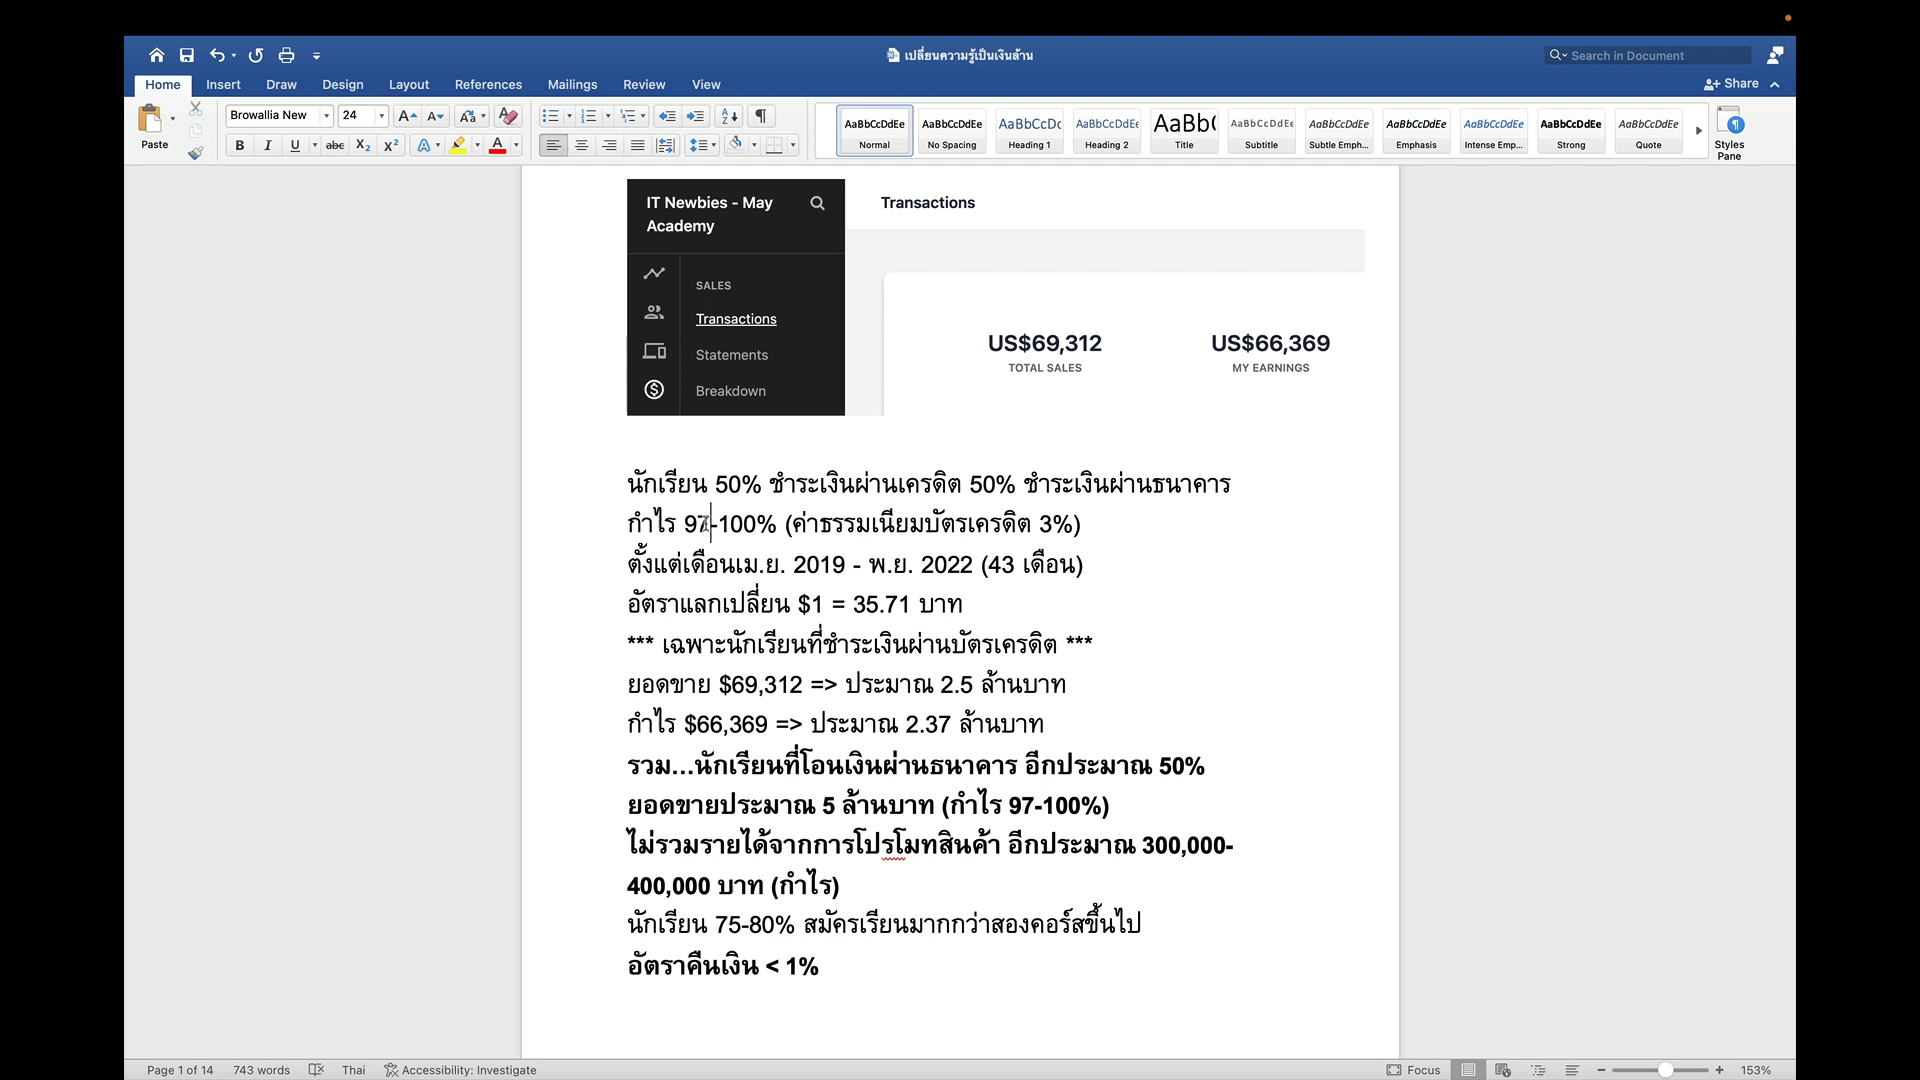 เปลี่ยนความรู้เป็นเงินล้าน
Search in Document
Home Insert Draw Design Layout References Mailings Review View
Share
Paste
Browallia New 24
AaBbCcDdEe Normal
AaBbCcDdEe No Spacing
AaBbCcDc Heading 1
AaBbCcDdEe Heading 2
AaBb( Title
AaBbCcDdEe Subtitle
AaBbCcDdEe Subtle Emph...
AaBbCcDdEe Emphasis
AaBbCcDdEe Intense Emp...
AaBbCcDdEe Strong
AaBbCcDdEe Quote
Styles Pane
IT Newbies - May
Academy
Transactions
SALES
Transactions
Statements
Breakdown
US$69,312
TOTAL SALES
US$66,369
MY EARNINGS
นักเรียน 50% ชำระเงินผ่านเครดิต 50% ชำระเงินผ่านธนาคาร
กำไร 97-100% (ค่าธรรมเนียมบัตรเครดิต 3%)
ตั้งแต่เดือนเม.ย. 2019 - พ.ย. 2022 (43 เดือน)
อัตราแลกเปลี่ยน $1 = 35.71 บาท
*** เฉพาะนักเรียนที่ชำระเงินผ่านบัตรเครดิต ***
ยอดขาย $69,312 => ประมาณ 2.5 ล้านบาท
กำไร $66,369 => ประมาณ 2.37 ล้านบาท
รวม...นักเรียนที่โอนเงินผ่านธนาคาร อีกประมาณ 50%
ยอดขายประมาณ 5 ล้านบาท (กำไร 97-100%)
ไม่รวมรายได้จากการโปรโมทสินค้า อีกประมาณ 300,000-
400,000 บาท (กำไร)
นักเรียน 75-80% สมัครเรียนมากกว่าสองคอร์สขึ้นไป
อัตราคืนเงิน < 1%
Page 1 of 14 743 words Thai Accessibility: Investigate Focus 153%